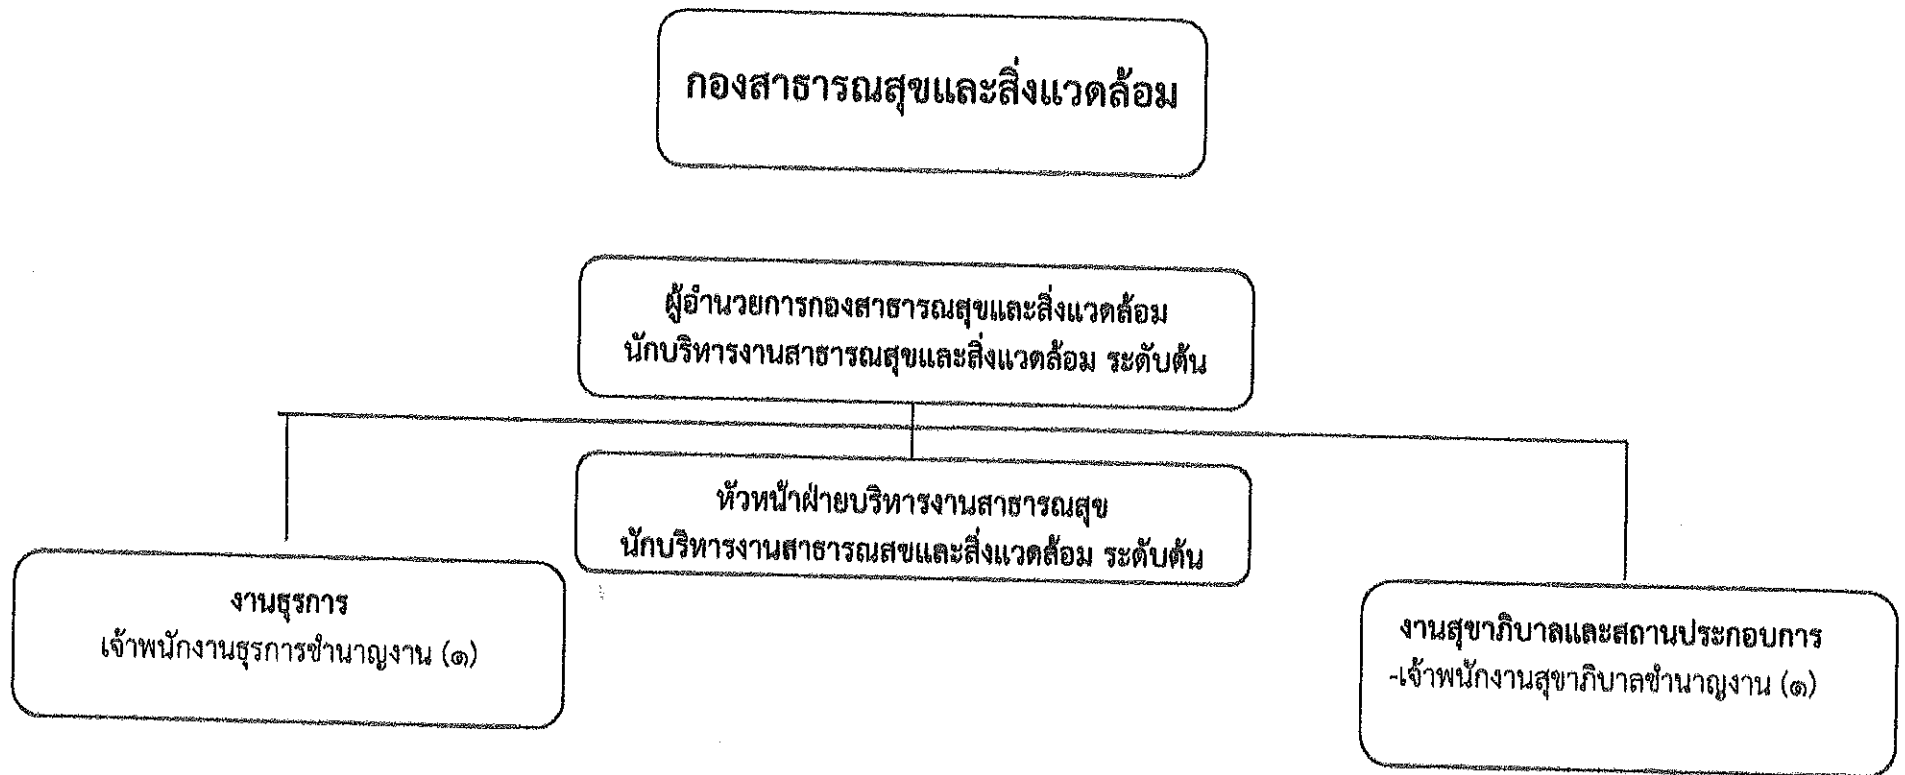 กองสาธารณสุขและสิ่งแวดล้อม
ผู้อำนวยการกองสาธารณสุขและสิ่งแวดล้อม
นักบริหารงานสาธารณสุขและสิ่งแวดล้อม ระดับต้น
หัวหน้าฝ่ายบริหารงานสาธารณสุข
นักบริหารงานสาธารณสขและสิ่งแวดล้อม ระดับต้น
งานธุรการ
เจ้าพนักงานธุรการชำนาญงาน (๑)
งานสุขาภิบาลและสถานประกอบการ
-เจ้าพนักงานสุขาภิบาลชำนาญงาน (๑)